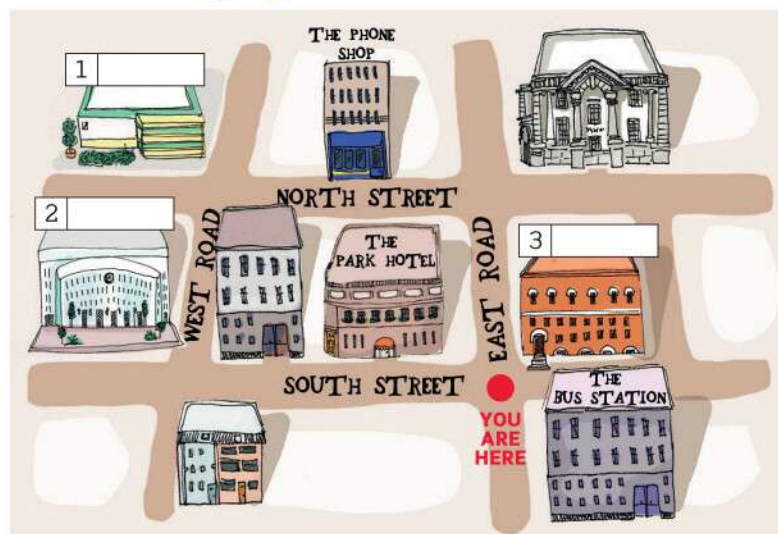 THE PHONE
SHOP
1
NORTH STREET
2
WEST ROAD
THE
PARK HOTEL
EAST ROAD
3
SOUTH STREET
THE
BUS STATION
YOU
ARE
HERE